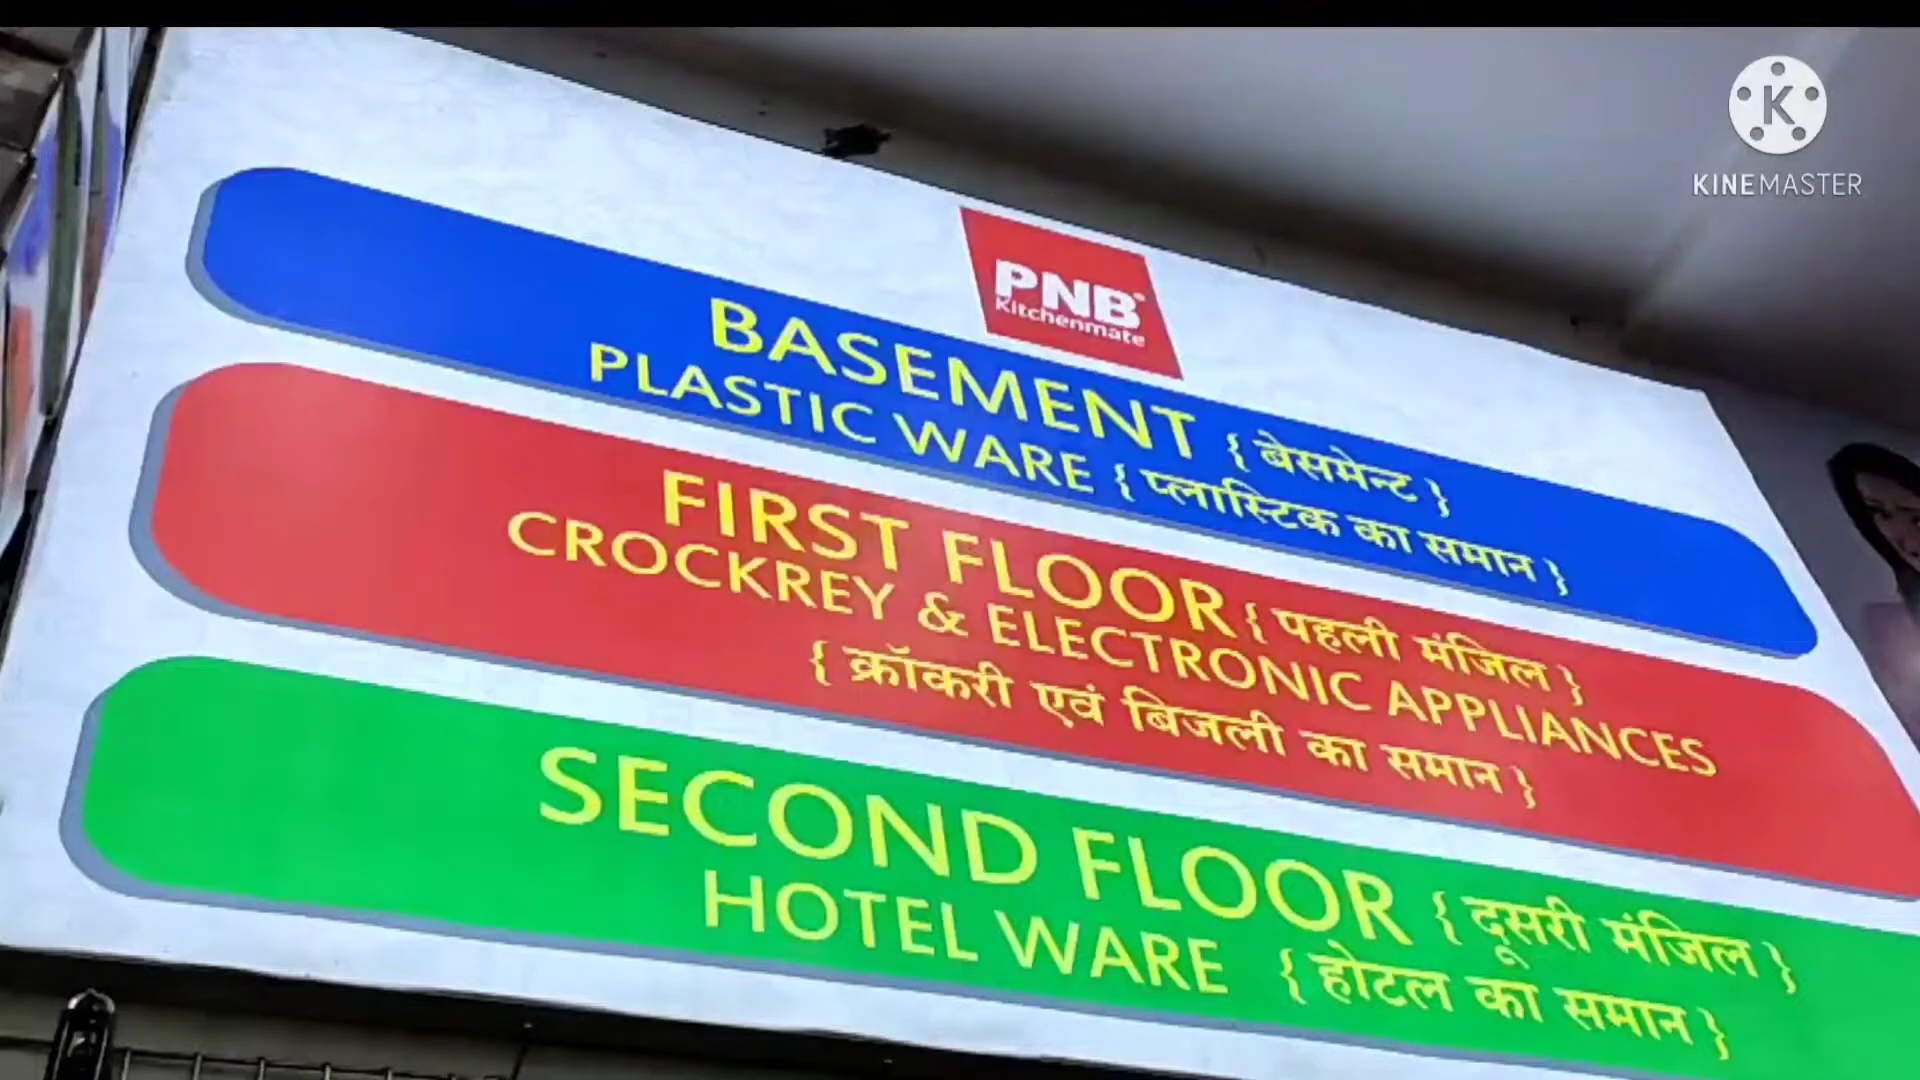 K
KINEMASTER
PNB
Kitchenmate
BASEMENT { बेसमेन्ट }
PLASTIC WARE { प्लास्टिक का समान }
FIRST FLOOR { पहली मंजिल }
CROCKREY & ELECTRONIC APPLIANCES
{ क्रॉकरी एवं बिजली का समान }
SECOND FLOOR { दूसरी मंजिल }
HOTEL WARE { होटल का समान }